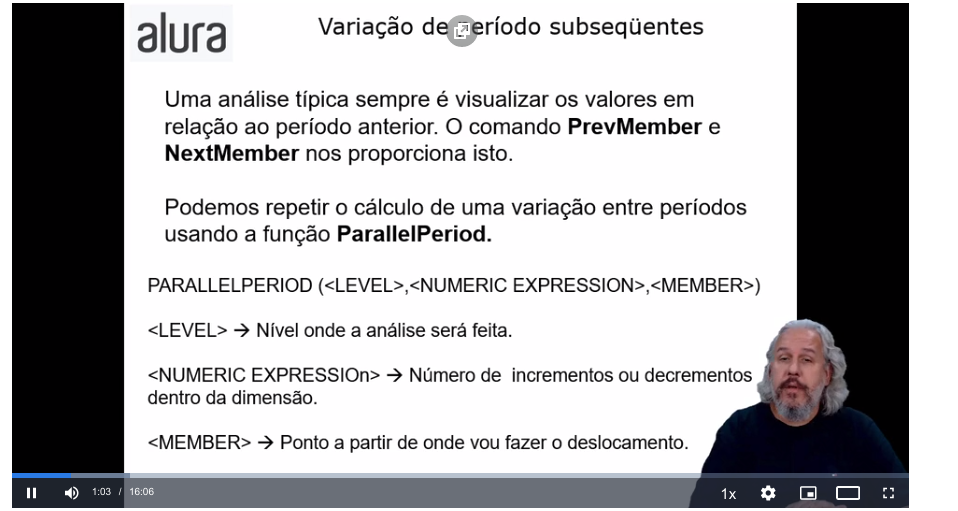 alura
Variação de período subseqüentes
Uma análise típica sempre é visualizar os valores em
relação ao período anterior. O comando PrevMember e
NextMember nos proporciona isto.
Podemos repetir o cálculo de uma variação entre períodos
usando a função ParallelPeriod.
PARALLELPERIOD (<LEVEL>,<NUMERIC EXPRESSION>,<MEMBER>)
<LEVEL> → Nível onde a análise será feita.
<NUMERIC EXPRESSIOn> → Número de  incrementos ou decrementos
dentro da dimensão.
<MEMBER> → Ponto a partir de onde vou fazer o deslocamento.
1:03 / 16:06 1x